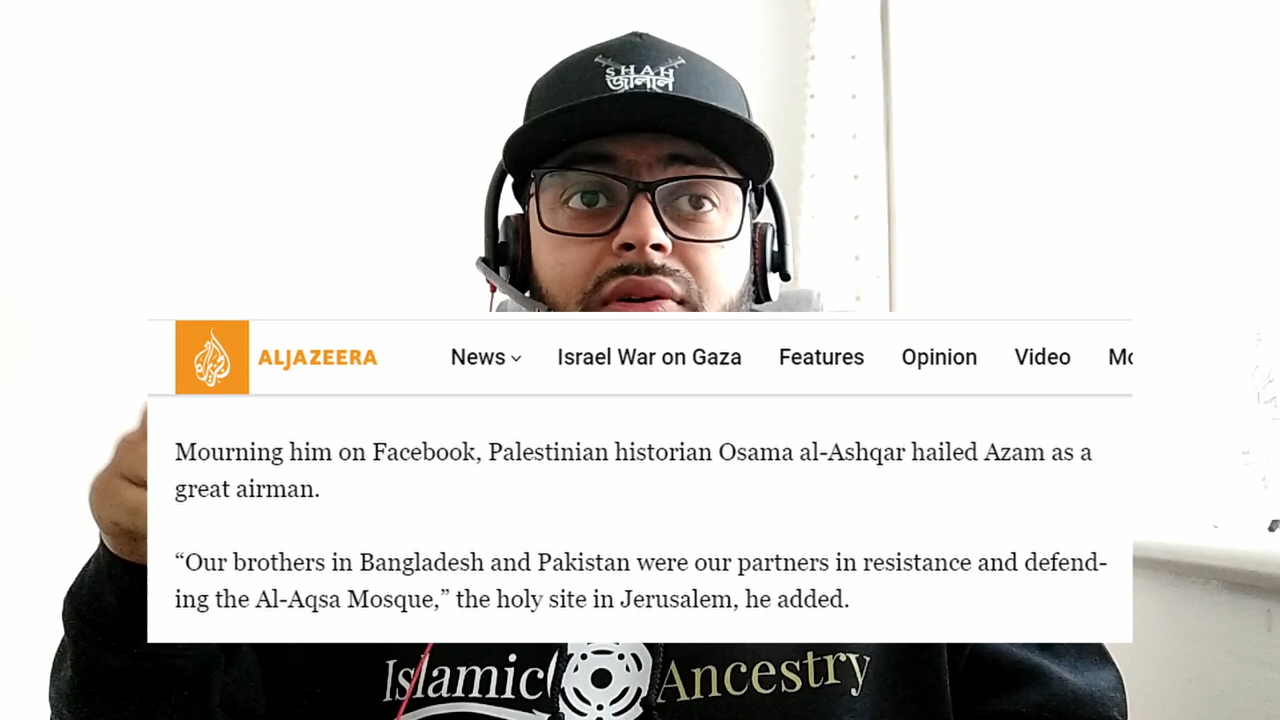 SHAH
জালাল
ALJAZEERA
News
Israel War on Gaza
Features
Opinion
Video
Mourning him on Facebook, Palestinian historian Osama al-Ashqar hailed Azam as a
great airman.
“Our brothers in Bangladesh and Pakistan were our partners in resistance and defend-
ing the Al-Aqsa Mosque,” the holy site in Jerusalem, he added.
Islamic Ancestry